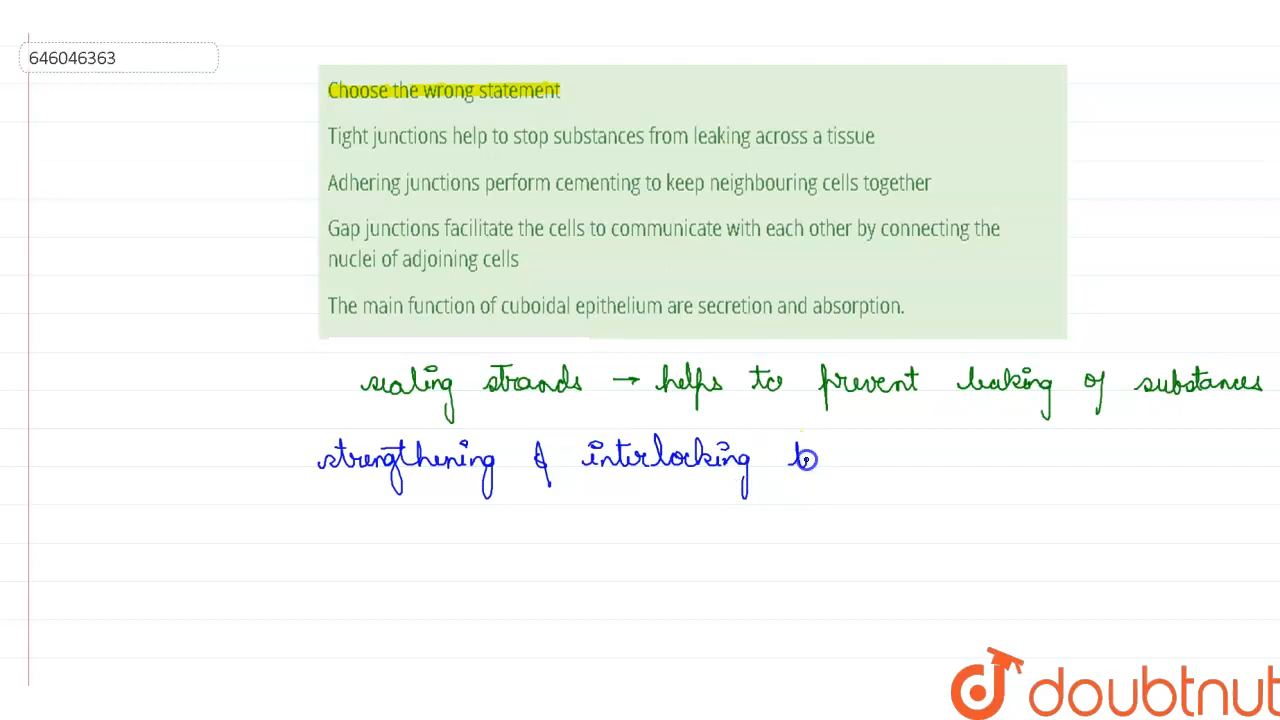 646046363
Choose the wrong statement
Tight junctions help to stop substances from leaking across a tissue
Adhering junctions perform cementing to keep neighbouring cells together
Gap junctions facilitate the cells to communicate with each other by connecting the
nuclei of adjoining cells
The main function of cuboidal epithelium are secretion and absorption.
sealing strands → helps to prevent leaking of substances
strengthening & interlocking
doubtnut